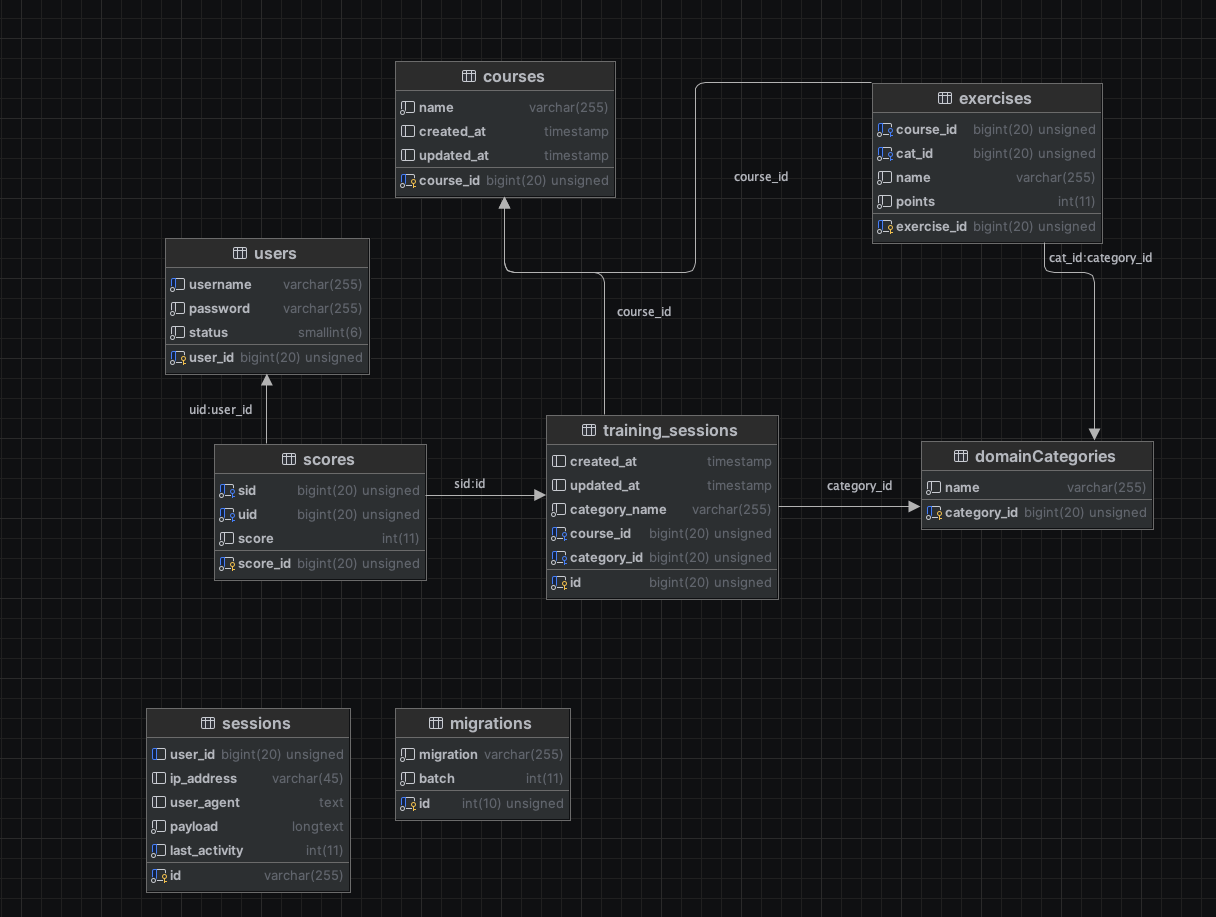 courses
name varchar(255)
created_at timestamp
updated_at timestamp
course_id bigint(20) unsigned
exercises
course_id bigint(20) unsigned
cat_id bigint(20) unsigned
name varchar(255)
points int(11)
exercise_id bigint(20) unsigned
course_id
cat_id:category_id
users
username varchar(255)
password varchar(255)
status smallint(6)
user_id bigint(20) unsigned
course_id
uid:user_id
scores
sid bigint(20) unsigned
uid bigint(20) unsigned
score int(11)
score_id bigint(20) unsigned
sid:id
training_sessions
created_at timestamp
updated_at timestamp
category_name varchar(255)
course_id bigint(20) unsigned
category_id bigint(20) unsigned
id bigint(20) unsigned
category_id
domainCategories
name varchar(255)
category_id bigint(20) unsigned
sessions
user_id bigint(20) unsigned
ip_address varchar(45)
user_agent text
payload longtext
last_activity int(11)
id varchar(255)
migrations
migration varchar(255)
batch int(11)
id int(10) unsigned